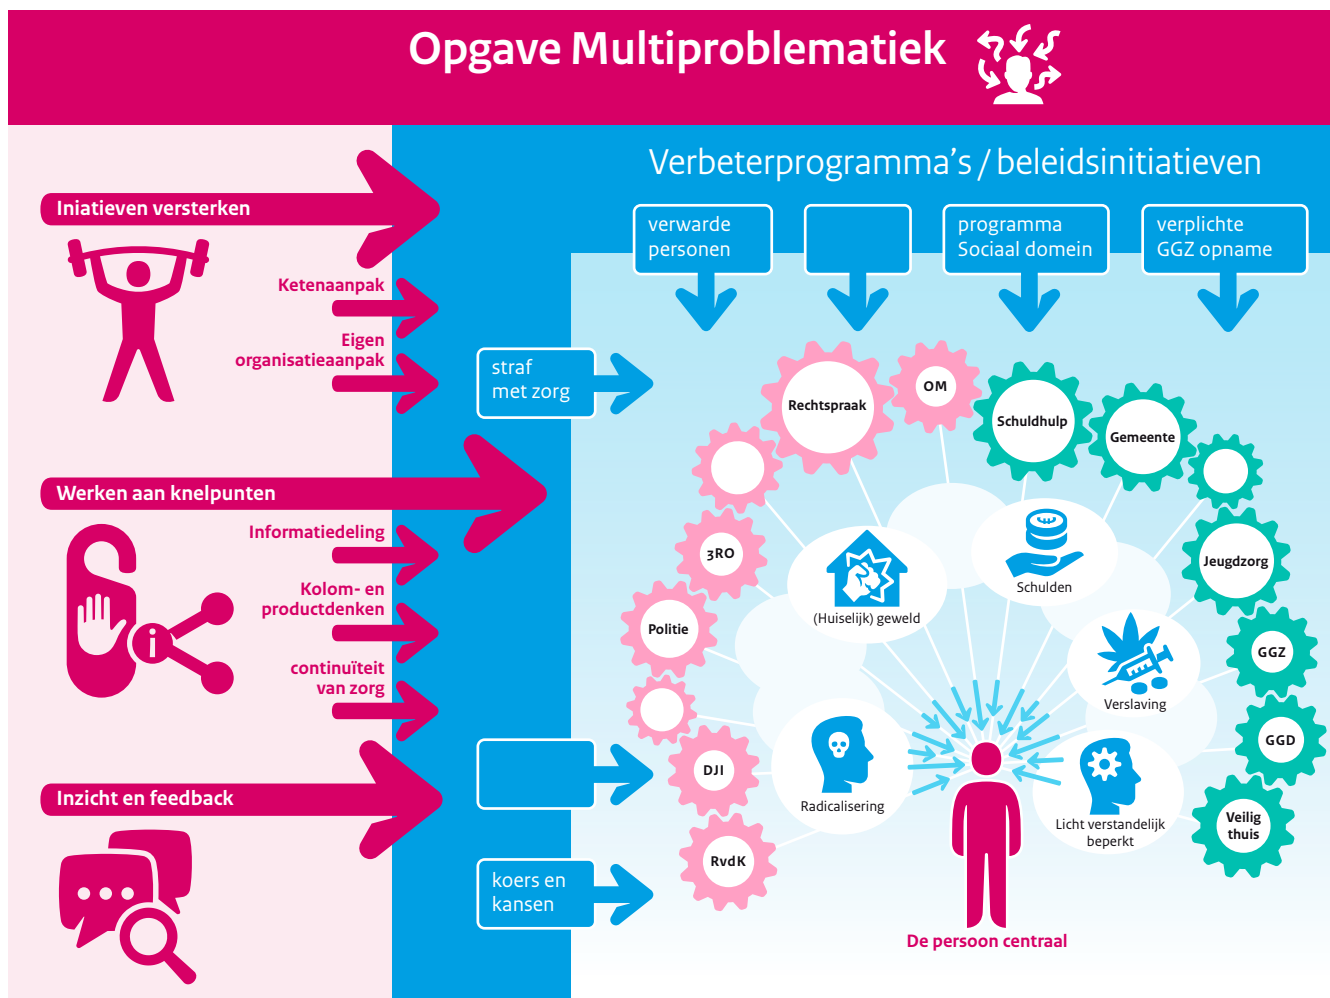 Opgave Multiproblematiek
Verbeterprogramma's / beleidsinitiatieven
Iniatieven versterken
Ketenaanpak
Eigen
organisatieaanpak
Werken aan knelpunten
Informatiedeling
Kolom- en
productdenken
continuïteit
van zorg
Inzicht en feedback
verwarde
personen
programma
Sociaal domein
verplichte
GGZ opname
straf
met zorg
koers en
kansen
Rechtspraak
OM
Schuldhulp
Gemeente
3RO
Jeugdzorg
Politie
GGZ
GGD
DJI
Veilig
thuis
RvdK
(Huiselijk) geweld
Schulden
Verslaving
Radicalisering
Licht verstandelijk
beperkt
i
De persoon centraal